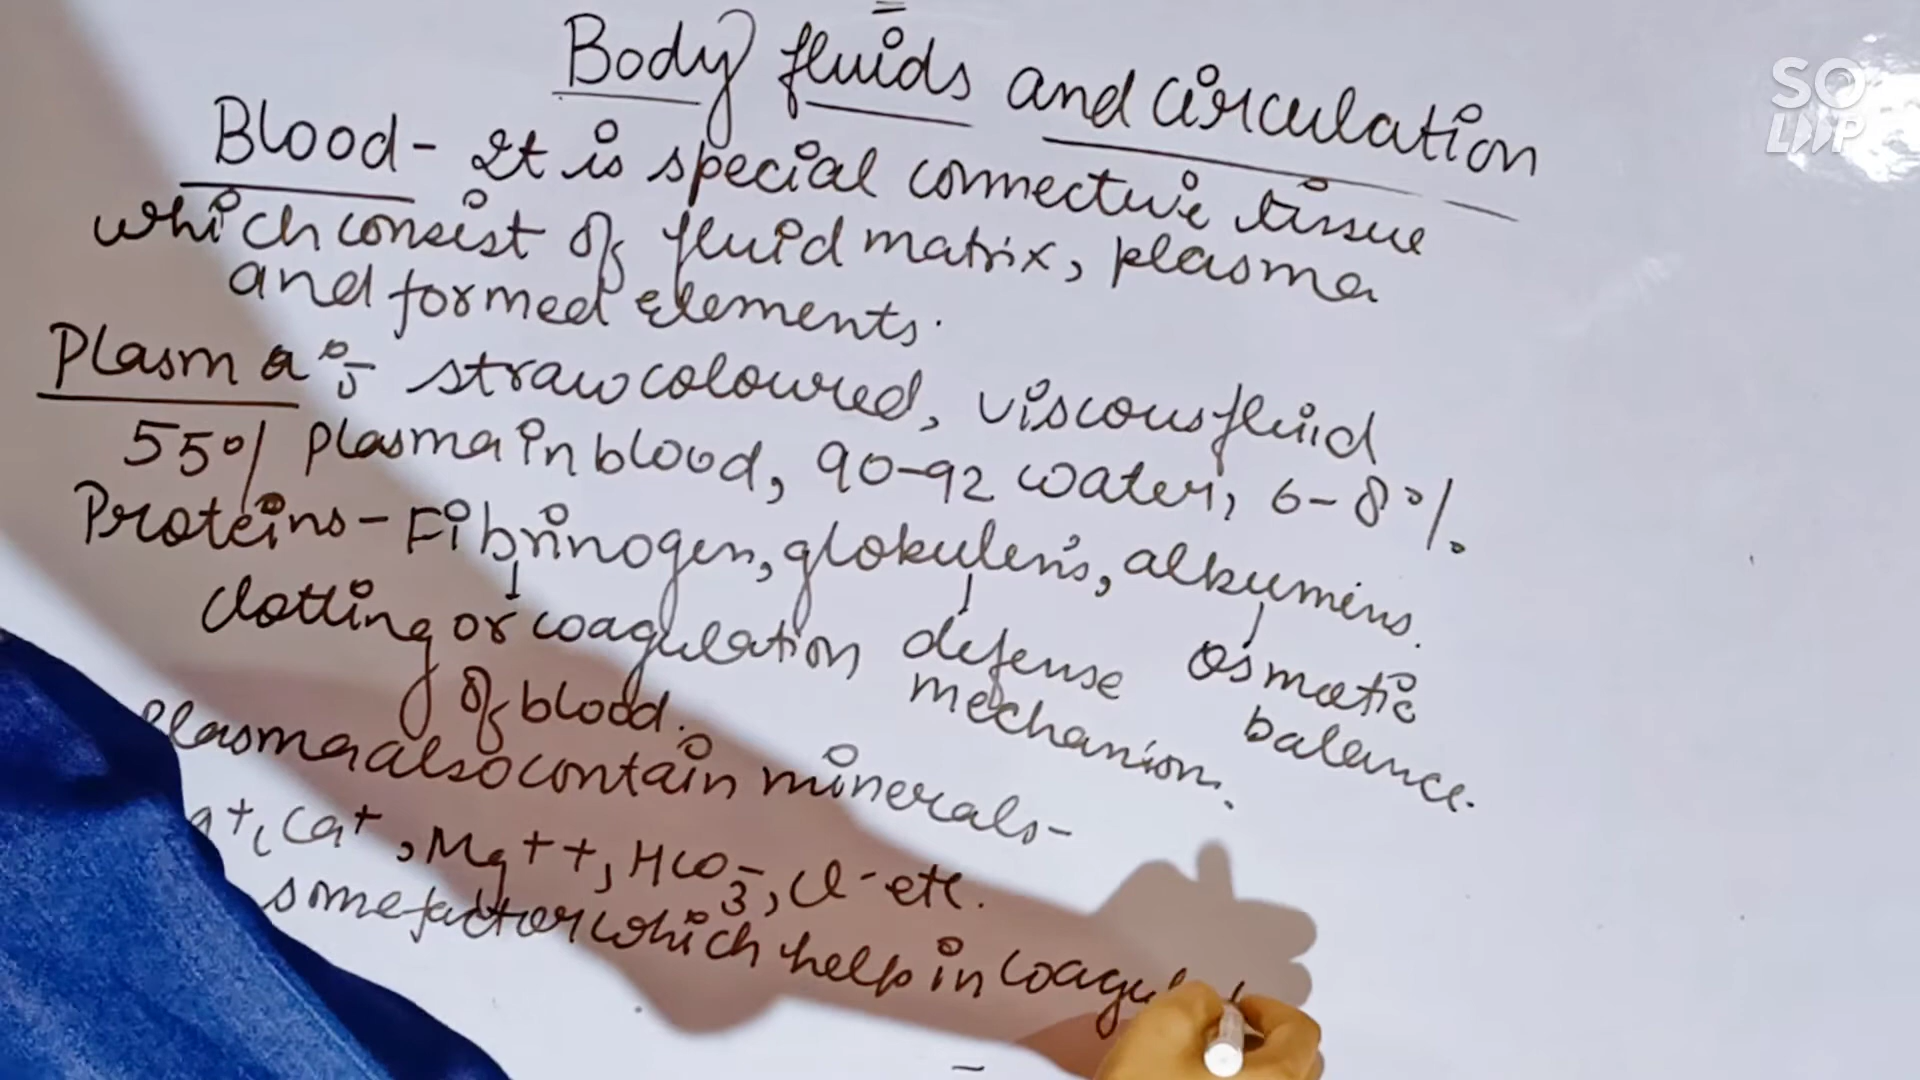 Body fluids and circulation
Blood - It is special connective tissue
which consist of fluid matrix, plasma
and formed elements.
Plasma :- straw coloured, viscous fluid
55% plasma in blood, 90-92 water, 6-8%.
Proteins - Fibrinogen, globulens, albumins.
clotting or coagulation defense osmotic
of blood. mechanism. balance.
Plasma also contain minerals-
Ca+, Mg++, HCO3-, Cl- etc.
some factor which help in
SOLOOP